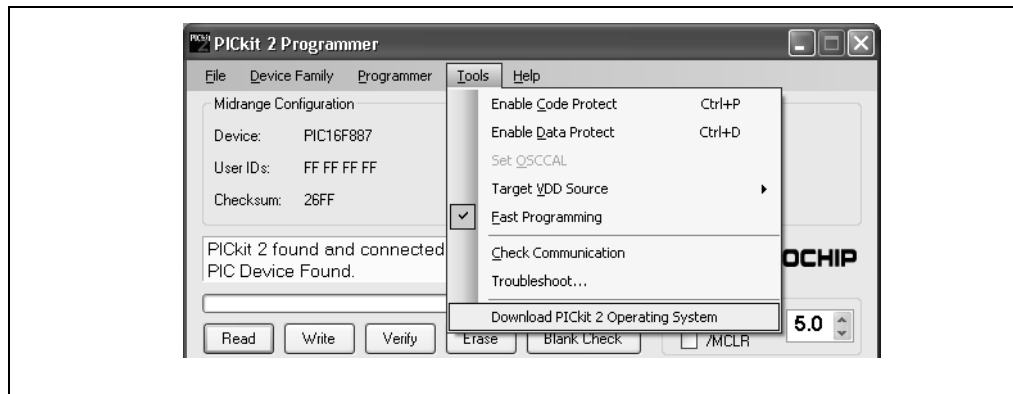 PICkit 2 Programmer
File Device Family Programmer Tools Help
Midrange Configuration
Device: PIC16F887
User IDs: FF FF FF FF
Checksum: 26FF
Enable Code Protect Ctrl+P
Enable Data Protect Ctrl+D
Set OSCCAL
Target VDD Source
Fast Programming
Check Communication
Troubleshoot...
Download PICkit 2 Operating System
PICkit 2 found and connected
PIC Device Found.
OCHIP
Read Write Verify Erase Blank Check
/MCLR
5.0